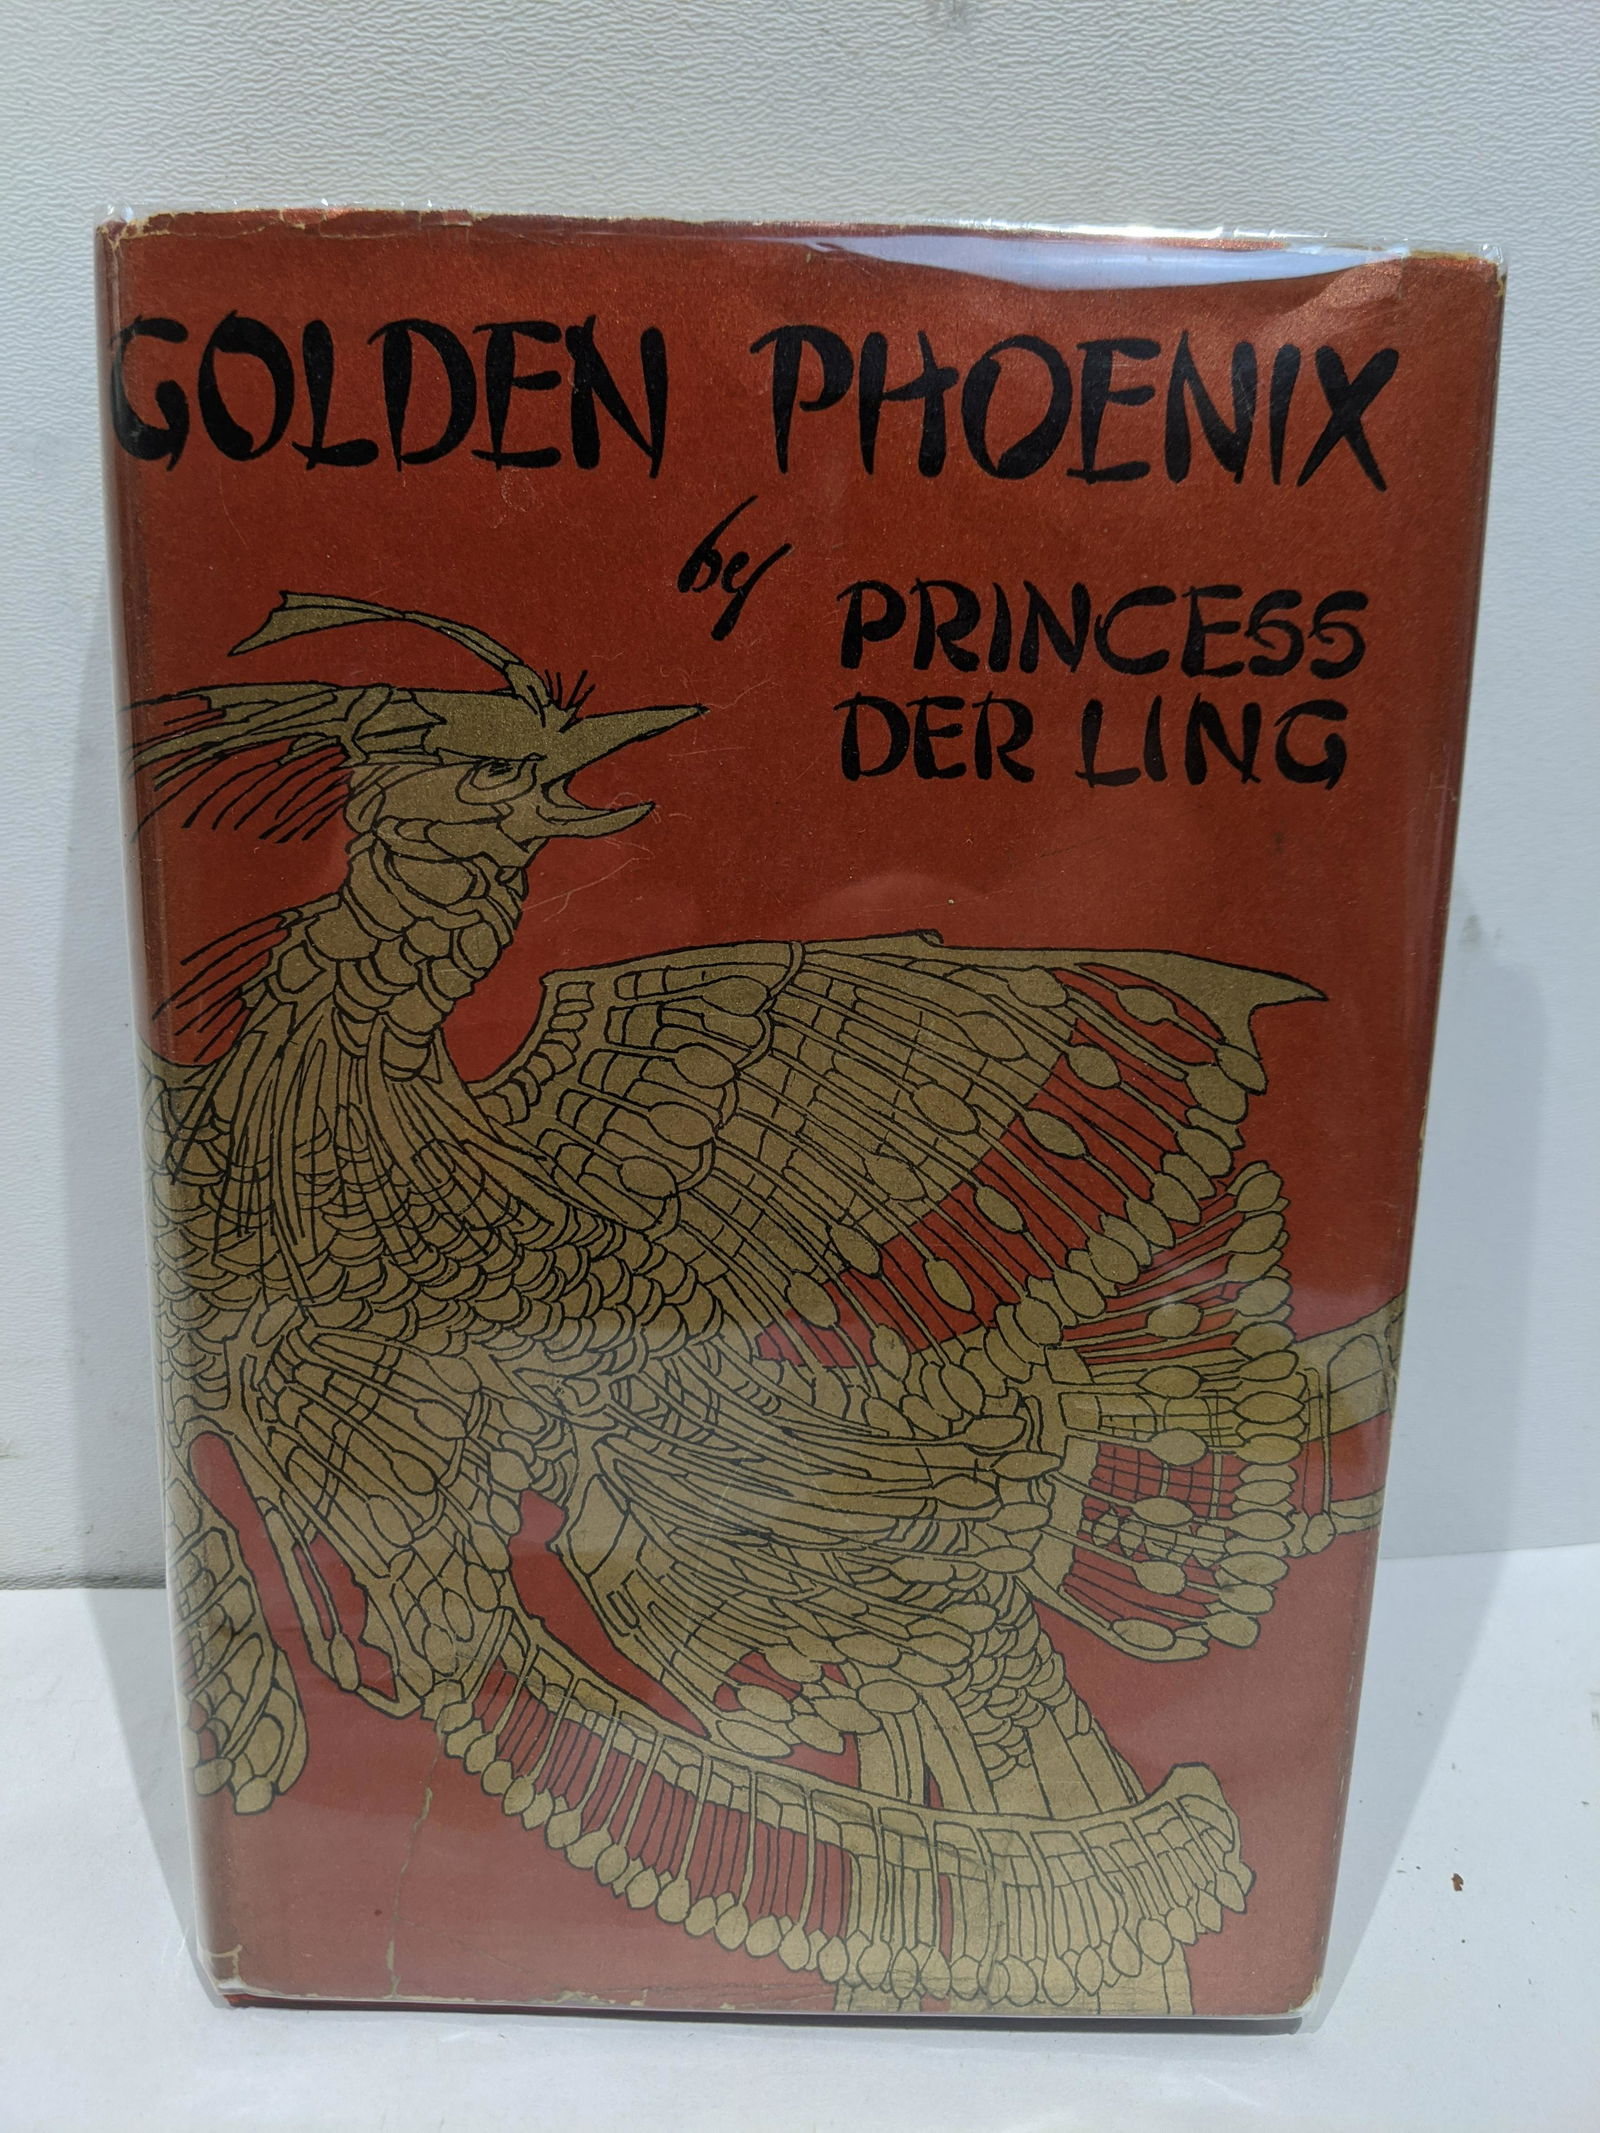 GOLDEN PHOENIX
by
PRINCESS
DER LING